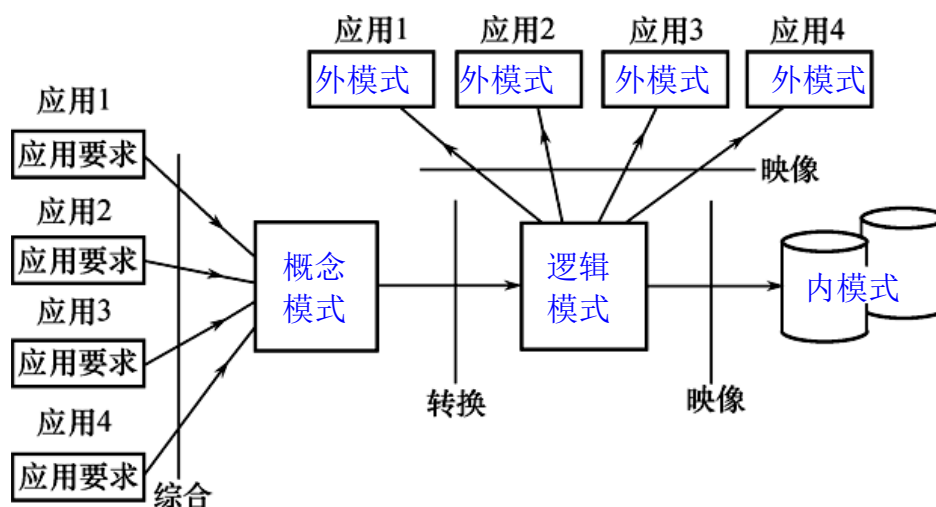 应用1 应用2 应用3 应用4
外模式 外模式 外模式 外模式
映像
应用1
应用要求
应用2
应用要求
应用3
应用要求
应用4
应用要求
综合
概念
模式
转换
逻辑
模式
映像
内模式